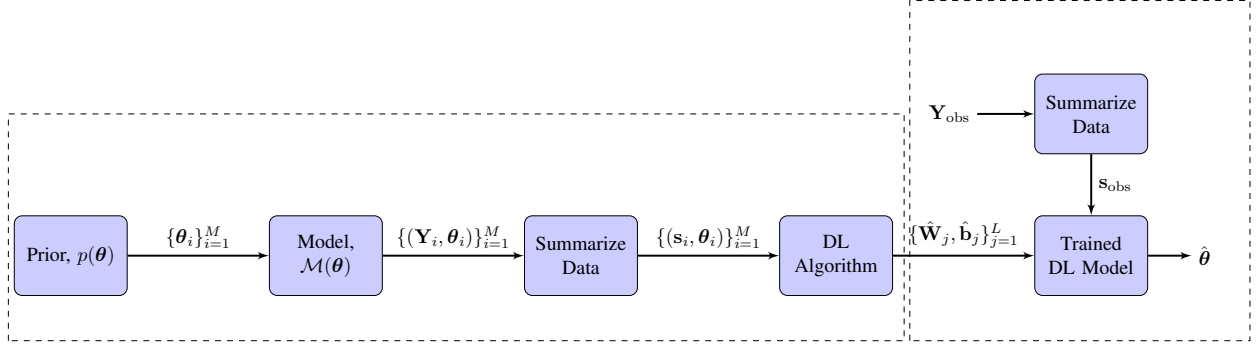 Y_obs
Summarize
Data
s_obs
Prior, p(θ)
{θ_i}_{i=1}^M
Model,
ℳ(θ)
{(Y_i, θ_i)}_{i=1}^M
Summarize
Data
{(s_i, θ_i)}_{i=1}^M
DL
Algorithm
{Ŵ_j, b̂_j}_{j=1}^L
Trained
DL Model
θ̂